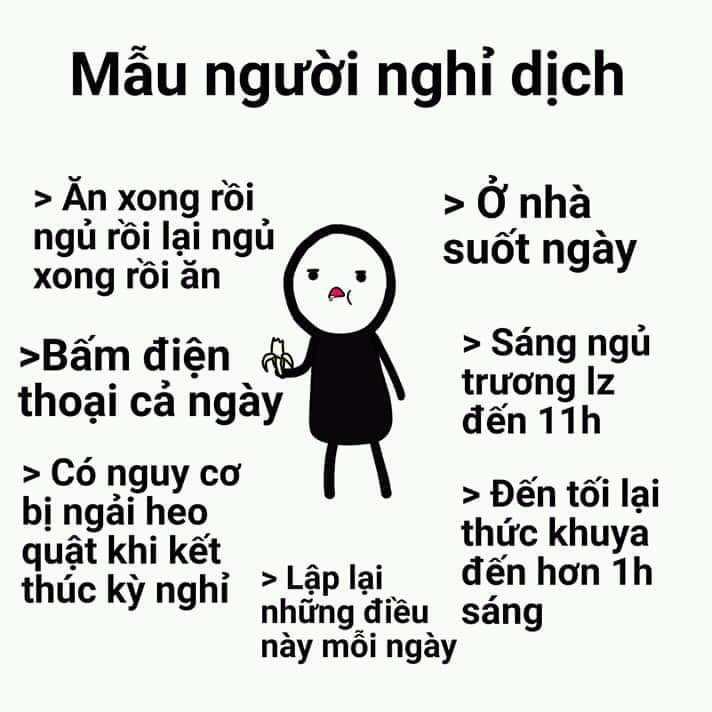 Mẫu người nghỉ dịch
> Ăn xong rồi
ngủ rồi lại ngủ
xong rồi ăn
> Ở nhà
suốt ngày
>Bấm điện
thoại cả ngày
> Sáng ngủ
trương lz
đến 11h
> Có nguy cơ
bị ngải heo
quật khi kết
thúc kỳ nghỉ
> Đến tối lại
thức khuya
đến hơn 1h
sáng
> Lập lại
những điều
này mỗi ngày